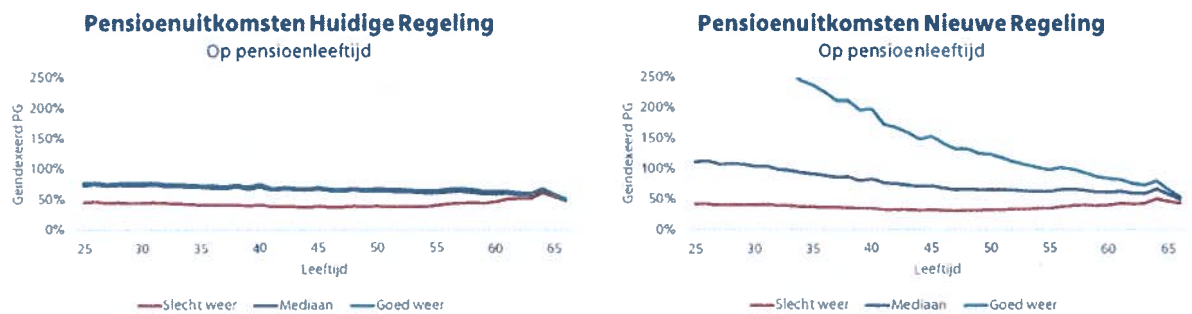 Pensioenuitkomsten Huidige Regeling
Op pensioenleeftijd
250%
200%
150%
100%
50%
0%
Geïndexeerd PG
25 30 35 40 45 50 55 60 65
Leeftijd
Slecht weer Mediaan Goed weer
Pensioenuitkomsten Nieuwe Regeling
Op pensioenleeftijd
250%
200%
150%
100%
50%
0%
Geïndexeerd PG
25 30 35 40 45 50 55 60 65
Leeftijd
Slecht weer Mediaan Goed weer